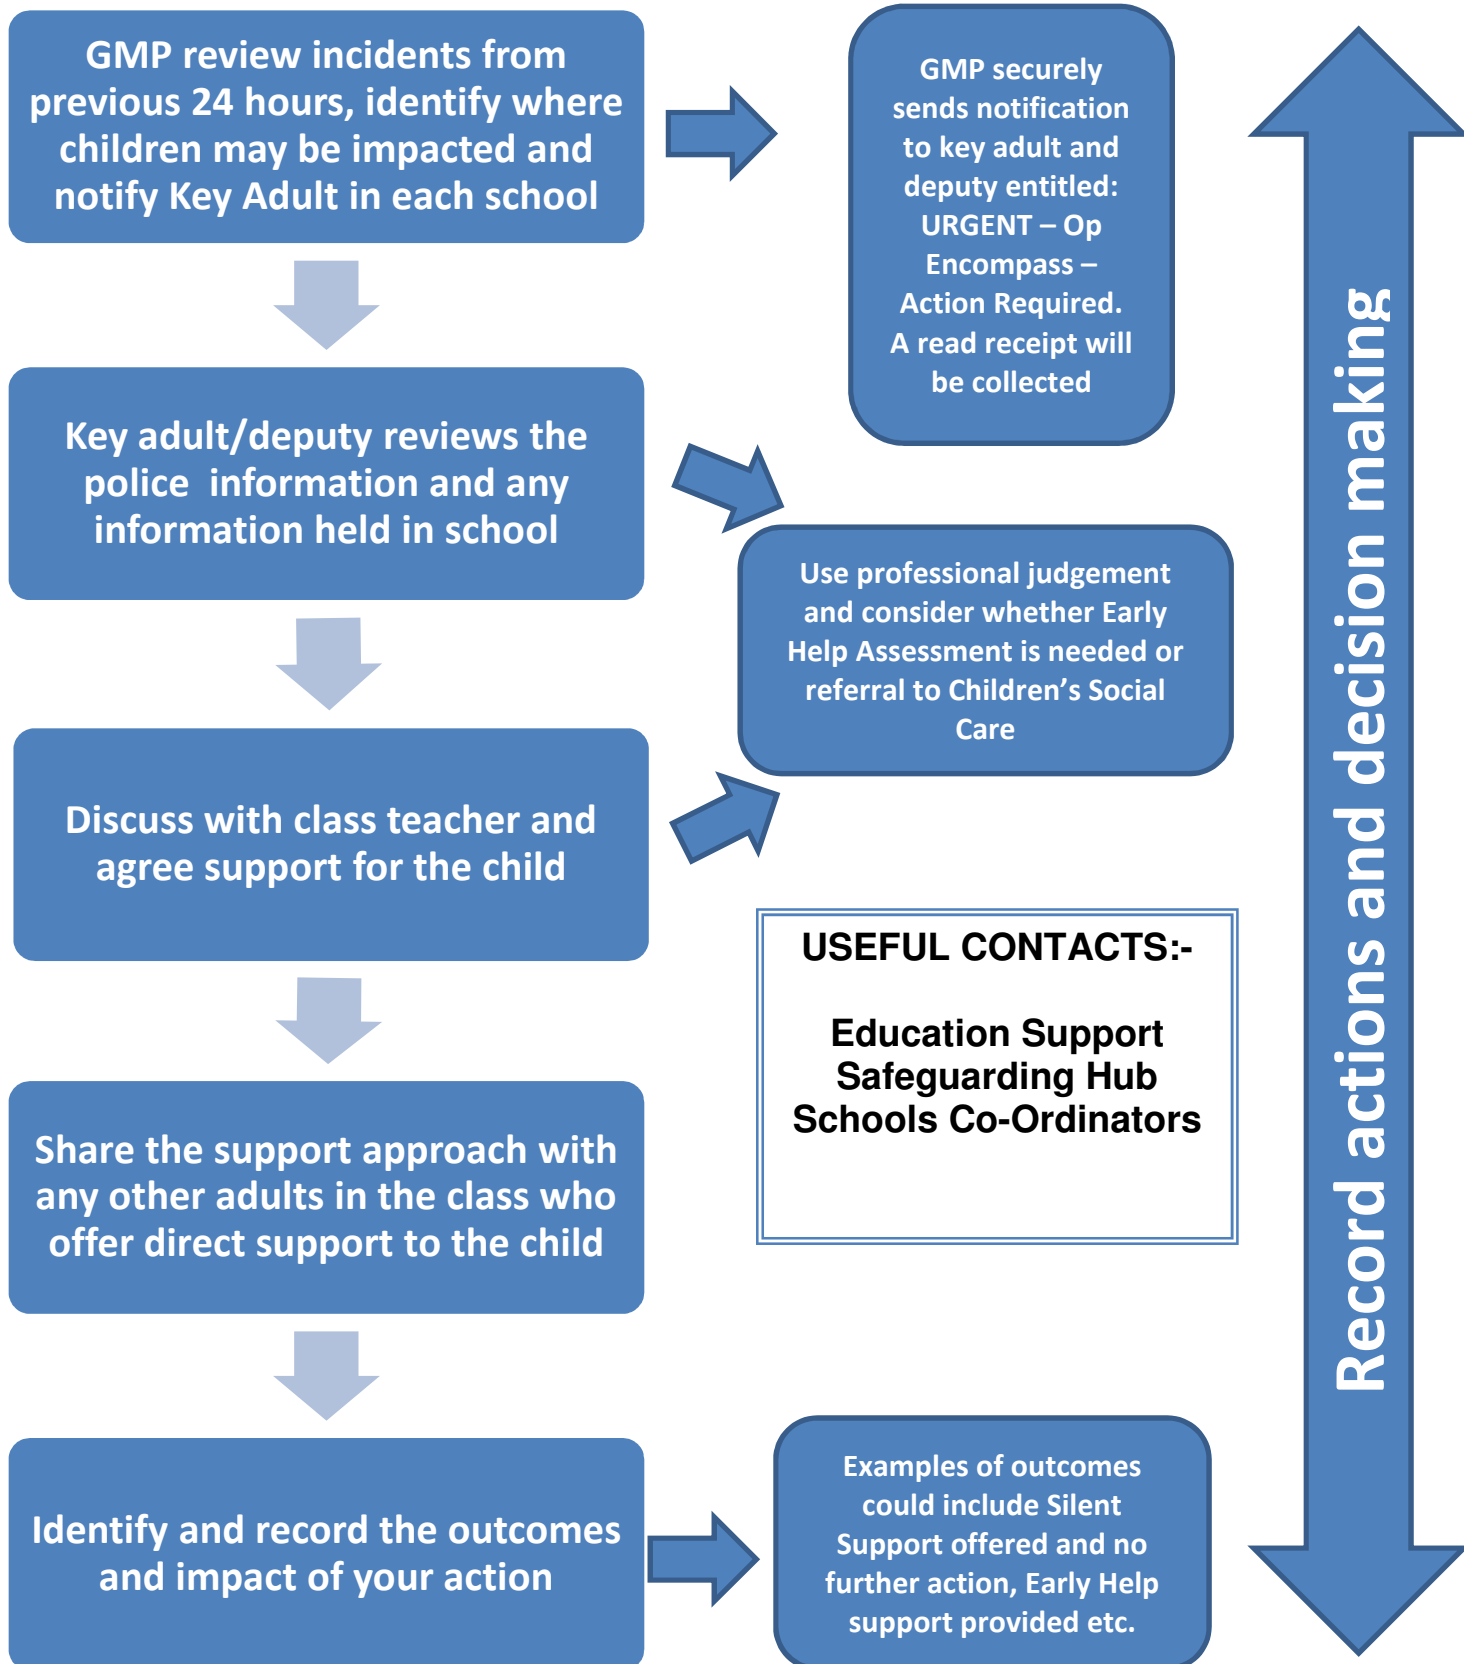 GMP review incidents from
previous 24 hours, identify where
children may be impacted and
notify Key Adult in each school
GMP securely
sends notification
to key adult and
deputy entitled:
URGENT – Op
Encompass –
Action Required.
A read receipt will
be collected
Key adult/deputy reviews the
police information and any
information held in school
Use professional judgement
and consider whether Early
Help Assessment is needed or
referral to Children’s Social
Care
Discuss with class teacher and
agree support for the child
USEFUL CONTACTS:-
Education Support
Safeguarding Hub
Schools Co-Ordinators
Share the support approach with
any other adults in the class who
offer direct support to the child
Identify and record the outcomes
and impact of your action
Examples of outcomes
could include Silent
Support offered and no
further action, Early Help
support provided etc.
Record actions and decision making